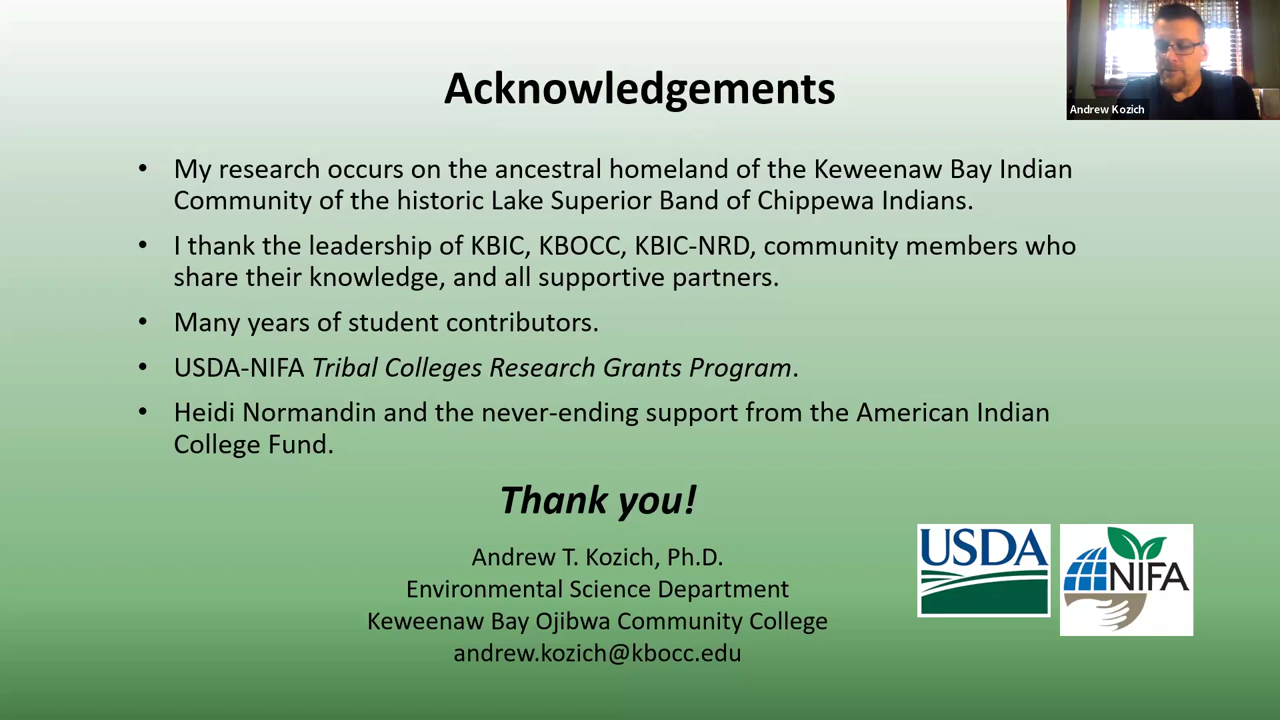 Acknowledgements
Andrew Kozich
• My research occurs on the ancestral homeland of the Keweenaw Bay Indian
Community of the historic Lake Superior Band of Chippewa Indians.
• I thank the leadership of KBIC, KBOCC, KBIC-NRD, community members who
share their knowledge, and all supportive partners.
• Many years of student contributors.
• USDA-NIFA Tribal Colleges Research Grants Program.
• Heidi Normandin and the never-ending support from the American Indian
College Fund.
Thank you!
Andrew T. Kozich, Ph.D.
Environmental Science Department
Keweenaw Bay Ojibwa Community College
andrew.kozich@kbocc.edu
USDA
NIFA